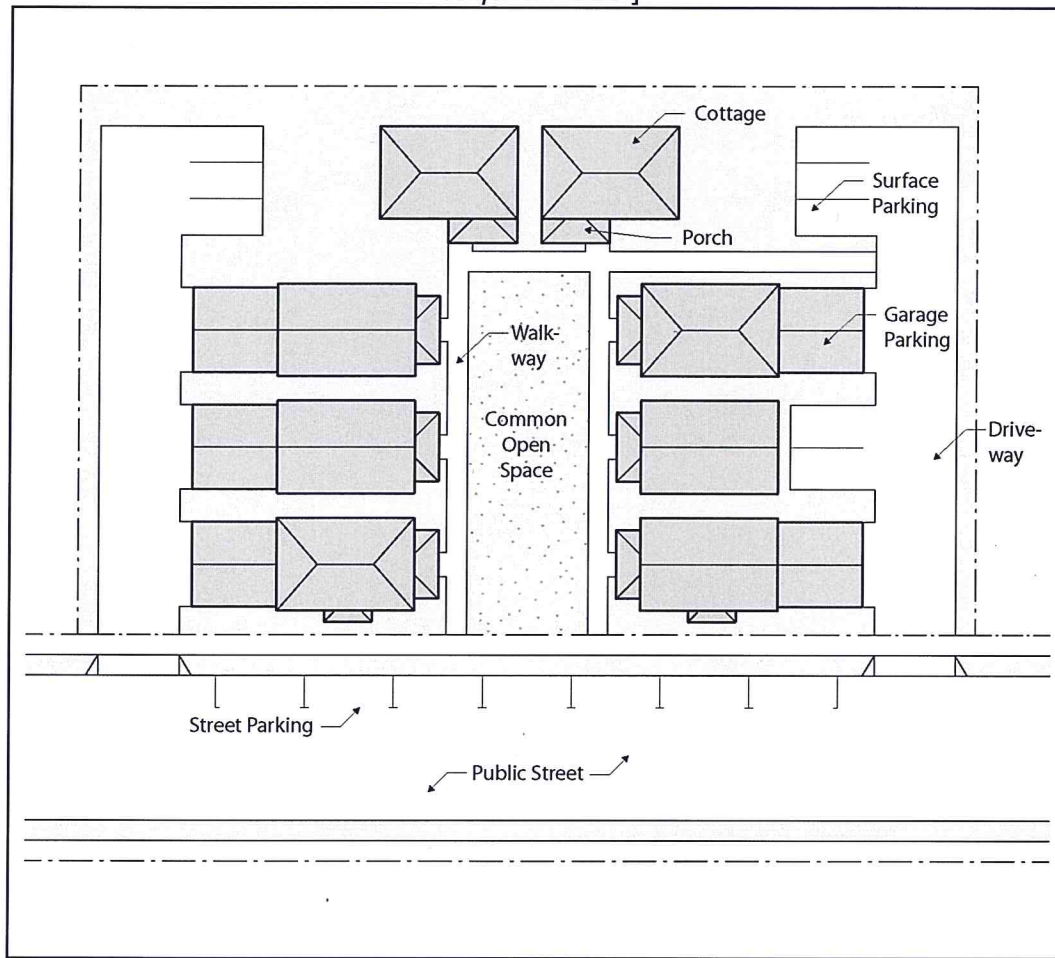 Cottage
Surface
Parking
Porch
Garage
Parking
Walk-
way
Common
Open
Space
Drive-
way
Street Parking
Public Street